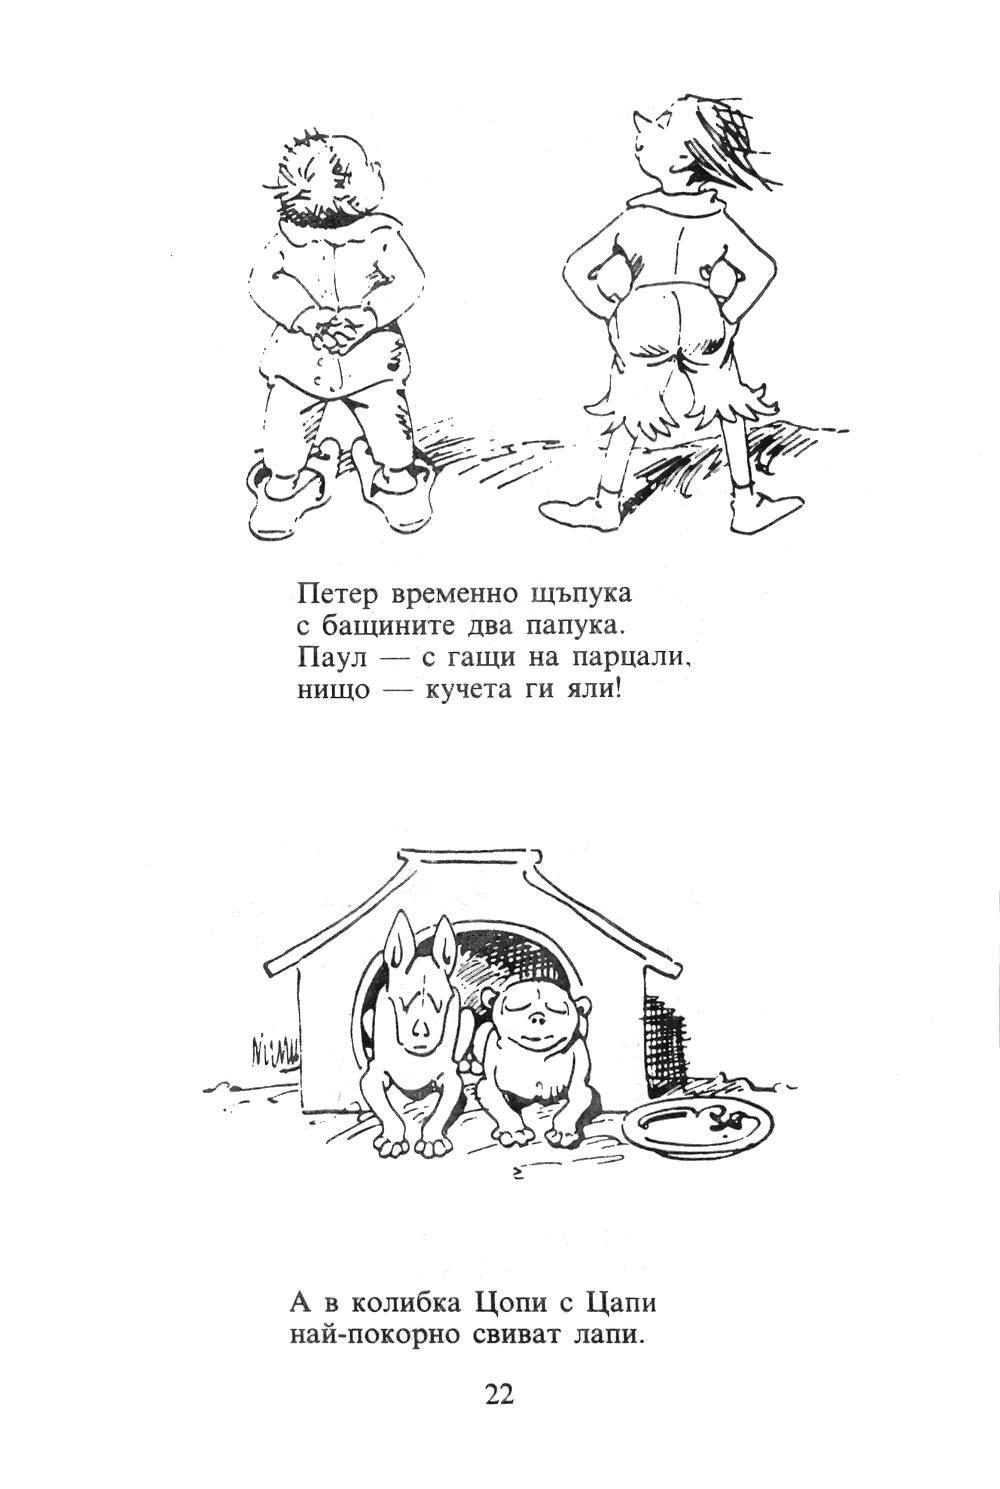 Петер временно щъпука
с бащините два папука.
Паул — с гащи на парцали,
нищо — кучета ги яли!
А в колибка Цопи с Цапи
най-покорно свиват лапи.
22